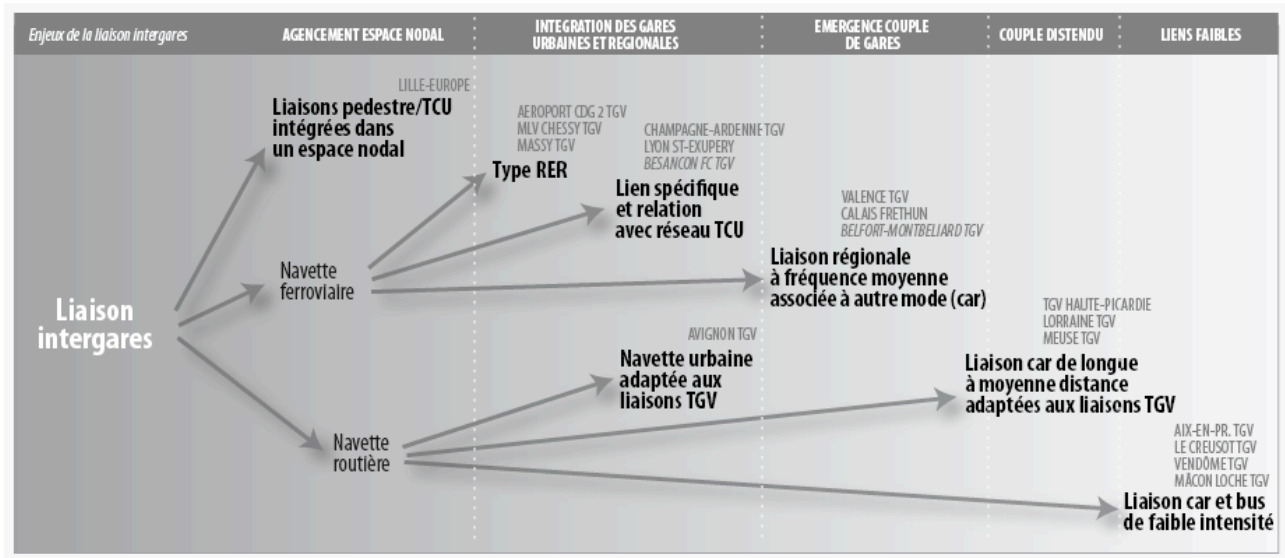 Enjeux de la liaison intergares
AGENCEMENT ESPACE NODAL
INTEGRATION DES GARES
URBAINES ET REGIONALES
EMERGENCE COUPLE
DE GARES
COUPLE DISTENDU
LIENS FAIBLES
LILLE-EUROPE
Liaisons pedestre/TCU
intégrées dans
un espace nodal
AEROPORT CDG 2 TGV
MLV CHESSY TGV
MASSY TGV
Type RER
CHAMPAGNE-ARDENNE TGV
LYON ST-EXUPERY
BESANCON FC TGV
Lien spécifique
et relation
avec réseau TCU
VALENCE TGV
CALAIS FRETHUN
BELFORT-MONTBELIARD TGV
Liaison régionale
à fréquence moyenne
associée à autre mode (car)
Navette
ferroviaire
Liaison
intergares
AVIGNON TGV
Navette urbaine
adaptée aux
liaisons TGV
TGV HAUTE-PICARDIE
LORRAINE TGV
MEUSE TGV
Liaison car de longue
à moyenne distance
adaptées aux liaisons TGV
Navette
routière
AIX-EN-PR. TGV
LE CREUSOT TGV
VENDÔME TGV
MÂCON LOCHE TGV
Liaison car et bus
de faible intensité